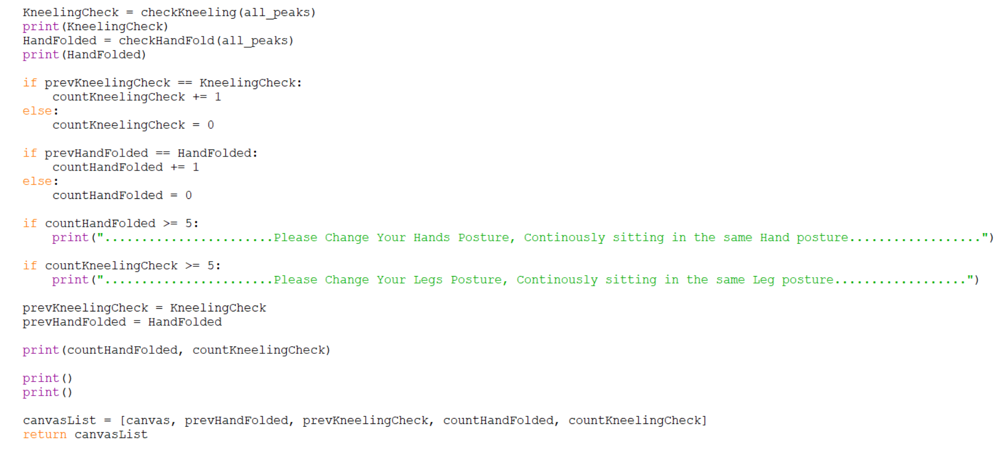 KneelingCheck = checkKneeling(all_peaks)
print(KneelingCheck)
HandFolded = checkHandFold(all_peaks)
print(HandFolded)
if prevKneelingCheck == KneelingCheck:
    countKneelingCheck += 1
else:
    countKneelingCheck = 0
if prevHandFolded == HandFolded:
    countHandFolded += 1
else:
    countHandFolded = 0
if countHandFolded >= 5:
    print(".......................Please Change Your Hands Posture, Continously sitting in the same Hand posture..................")
if countKneelingCheck >= 5:
    print(".......................Please Change Your Legs Posture, Continously sitting in the same Leg posture..................")
prevKneelingCheck = KneelingCheck
prevHandFolded = HandFolded
print(countHandFolded, countKneelingCheck)
print()
print()
canvasList = [canvas, prevHandFolded, prevKneelingCheck, countHandFolded, countKneelingCheck]
return canvasList